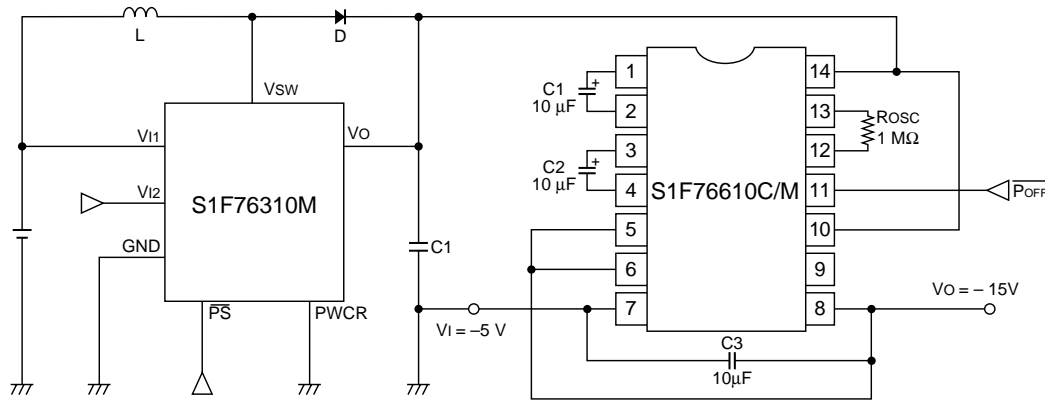 L
D
VSW
VI1
VO
VI2
S1F76310M
GND
PS
PWCR
C1
VI = –5 V
C1
10 µF
+
C2
10 µF
+
1
2
3
4
5
6
7
S1F76610C/M
14
13
12
11
10
9
8
ROSC
1 MΩ
POFF
VO = – 15V
C3
10µF